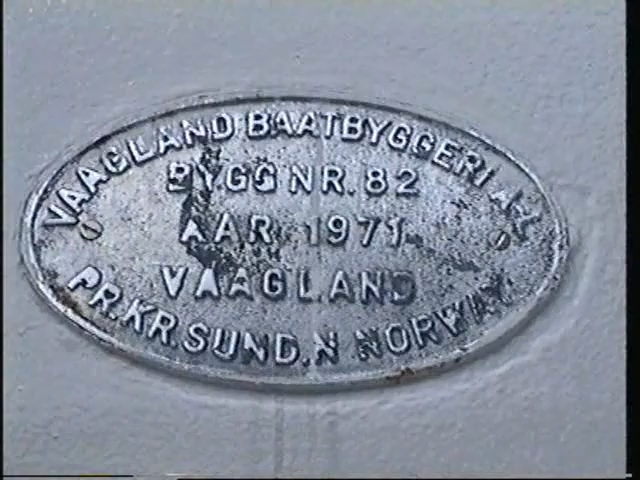 VAAGLAND BAATBYGGERI A-L
BYGG NR. 82
AAR 1971
VAAGLAND
PR. KR. SUND. N NORWAY